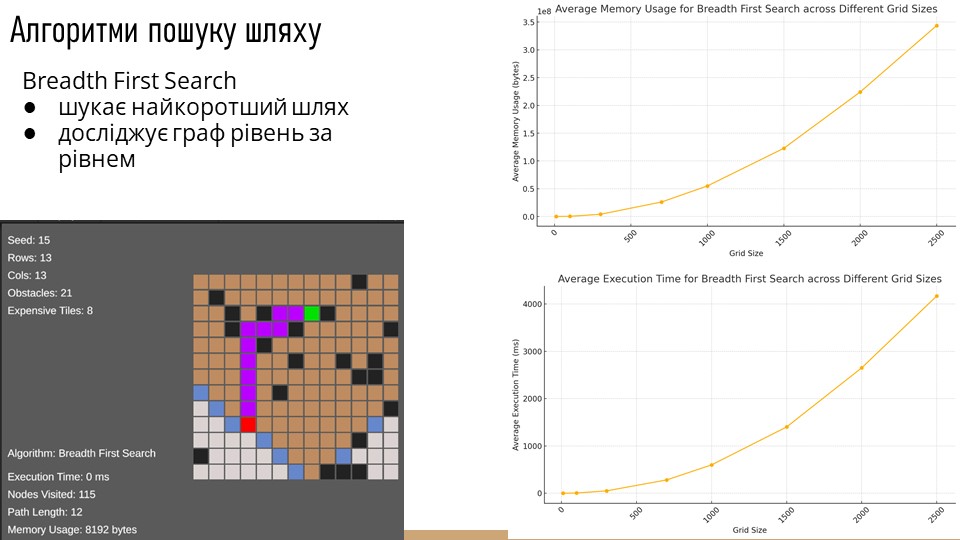 Алгоритми пошуку шляху
Breadth First Search
● шукає найкоротший шлях
● досліджує граф рівень за
рівнем
Seed: 15
Rows: 13
Cols: 13
Obstacles: 21
Expensive Tiles: 8
Algorithm: Breadth First Search
Execution Time: 0 ms
Nodes Visited: 115
Path Length: 12
Memory Usage: 8192 bytes
1e8
Average Memory Usage for Breadth First Search across Different Grid Sizes
Average Memory Usage (bytes)
3.5
3.0
2.5
2.0
1.5
1.0
0.5
0.0
0 500 1000 1500 2000 2500
Grid Size
Average Execution Time for Breadth First Search across Different Grid Sizes
Average Execution Time (ms)
4000
3000
2000
1000
0
0 500 1000 1500 2000 2500
Grid Size